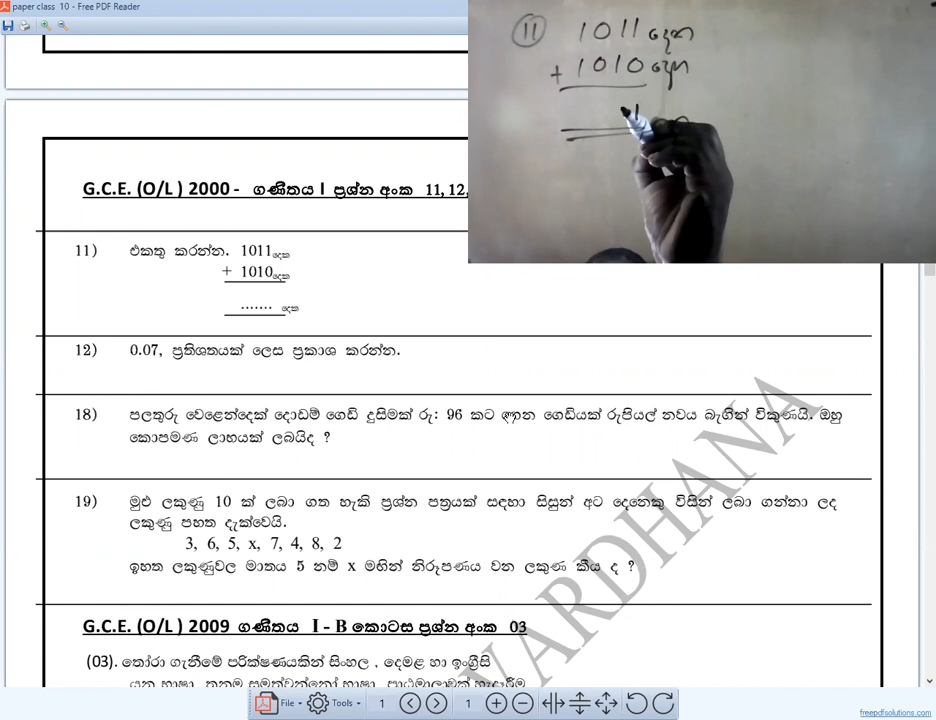 paper class 10 - Free PDF Reader
11 1011 දෙක
+ 1010 දෙක
1
G.C.E. (O/L ) 2000 - ගණිතය I ප්‍රශ්න අංක 11, 12,
11) එකතු කරන්න. 1011දෙක
+ 1010දෙක
....... දෙක
12) 0.07, ප්‍රතිශතයක් ලෙස ප්‍රකාශ කරන්න.
18) පලතුරු වෙළෙන්දෙක් දොඩම් ගෙඩි දුසිමක් රු: 96 කට ගෙන ගෙඩියක් රුපියල් නවය බැගින් විකුණයි. ඔහු
කොපමණ ලාභයක් ලබයිද ?
19) මුළු ලකුණු 10 ක් ලබා ගත හැකි ප්‍රශ්න පත්‍රයක් සඳහා සිසුන් අට දෙනෙකු විසින් ලබා ගන්නා ලද
ලකුණු පහත දැක්වෙයි.
3, 6, 5, x, 7, 4, 8, 2
ඉහත ලකුණුවල මාතය 5 නම් x මඟින් නිරූපණය වන ලකුණ කීය ද ?
VARDHANA
G.C.E. (O/L ) 2009 ගණිතය I - B කොටස ප්‍රශ්න අංක 03
(03). තෝරා ගැනීමේ පරික්ෂණයකින් සිංහල , දෙමළ හා ඉංග්‍රීසි
File Tools 1 1
freepdfsolutions.com